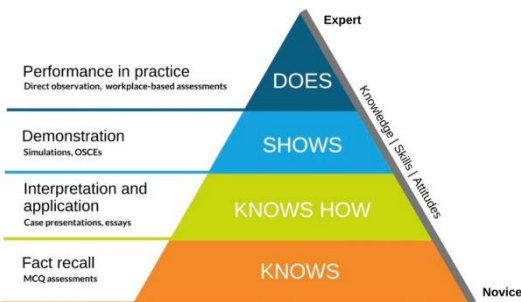 Expert
Performance in practice
Direct observation, workplace-based assessments
DOES
Knowledge | Skills | Attitudes
Demonstration
Simulations, OSCEs
SHOWS
Interpretation and
application
Case presentations, essays
KNOWS HOW
Fact recall
MCQ assessments
KNOWS
Novice